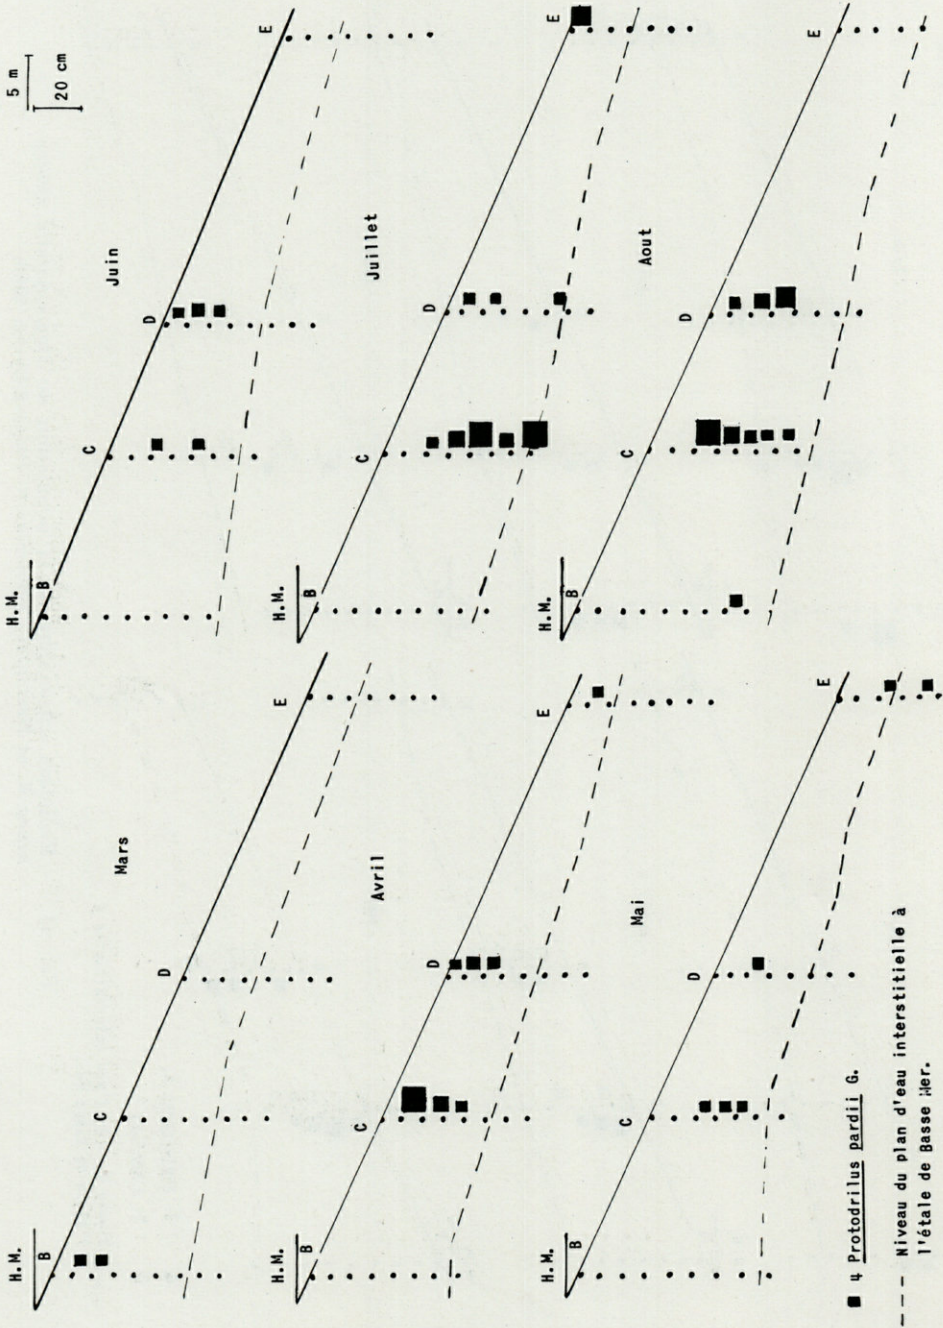 5 m
20 cm
Mars
H.M.
B
C
D
E
Avril
H.M.
B
C
D
E
Mai
H.M.
B
C
D
E
Juin
H.M.
B
C
D
E
Juillet
H.M.
B
C
D
E
Aout
H.M.
B
C
D
E
4 Protodrilus pardii G.
Niveau du plan d'eau interstitielle à
l'étale de Basse Mer.